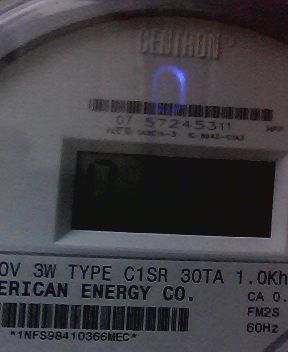 CENTRON
07 57245311
0V 3W TYPE C1SR 30TA 1.0Kh
ERICAN ENERGY CO.
CA 0.
FM2S
60Hz
*1NFS98410366MEC*